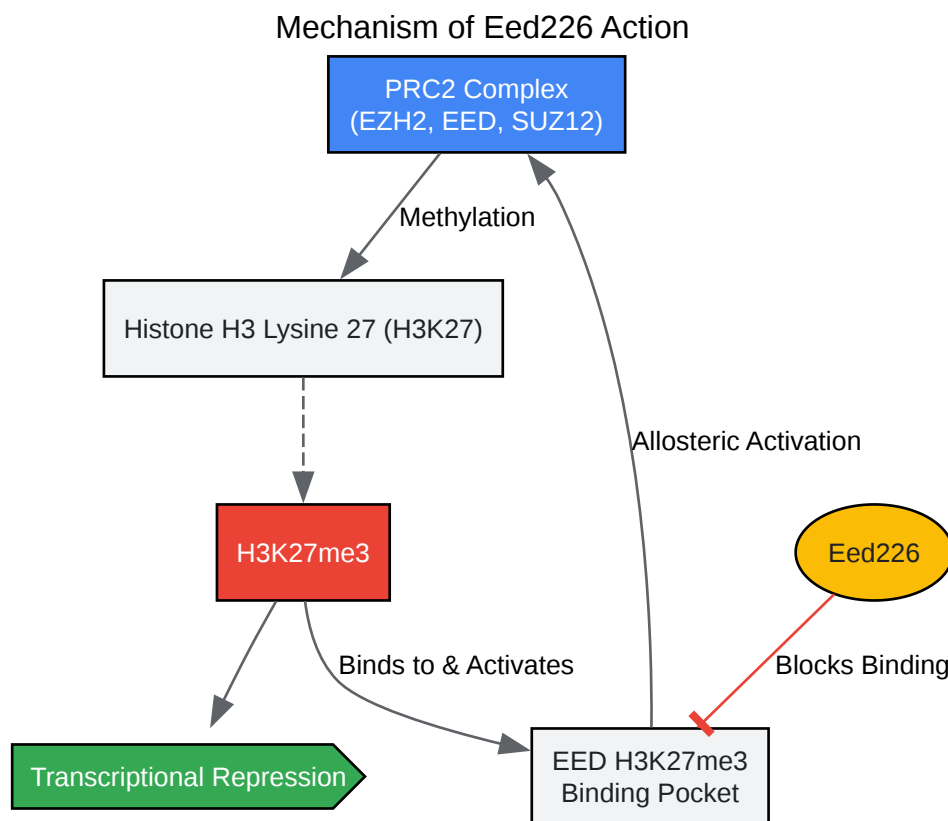 Mechanism of Eed226 Action
PRC2 Complex
(EZH2, EED, SUZ12)
Methylation
Histone H3 Lysine 27 (H3K27)
Allosteric Activation
H3K27me3
Eed226
Binds to & Activates
Blocks Binding
Transcriptional Repression
EED H3K27me3
Binding Pocket